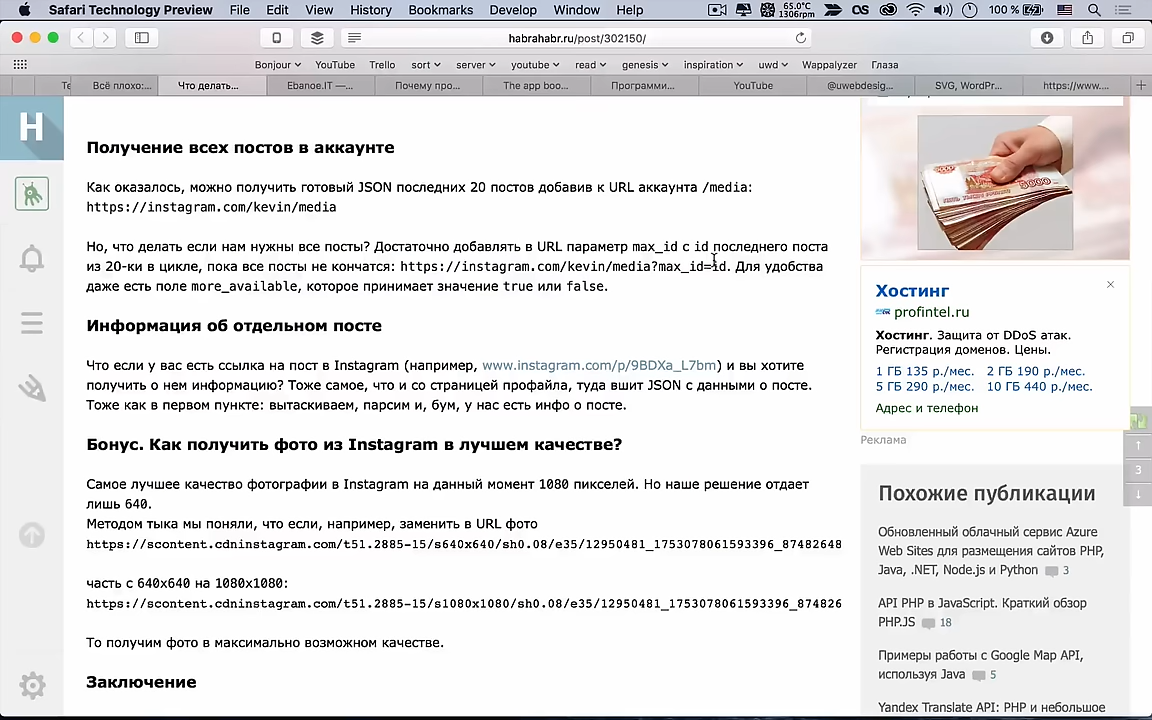 Safari Technology Preview File Edit View History Bookmarks Develop Window Help 65.0°C 1306rpm OS 100 %
habrahabr.ru/post/302150/
Bonjour YouTube Trello sort server youtube read genesis inspiration uwd Wappalyzer Глаза
Те Всё плохо:... Что делать... Ebanoe.IT —... Почему про... The app boo... Программи... YouTube @uwebdesig... SVG, WordPr... https://www....
H
Получение всех постов в аккаунте
Как оказалось, можно получить готовый JSON последних 20 постов добавив к URL аккаунта /media:
https://instagram.com/kevin/media
Но, что делать если нам нужны все посты? Достаточно добавлять в URL параметр max_id с id последнего поста
из 20-ки в цикле, пока все посты не кончатся: https://instagram.com/kevin/media?max_id=id. Для удобства
даже есть поле more_available, которое принимает значение true или false.
Информация об отдельном посте
Что если у вас есть ссылка на пост в Instagram (например, www.instagram.com/p/9BDXa_L7bm) и вы хотите
получить о нем информацию? Тоже самое, что и со страницей профайла, туда вшит JSON с данными о посте.
Тоже как в первом пункте: вытаскиваем, парсим и, бум, у нас есть инфо о посте.
Бонус. Как получить фото из Instagram в лучшем качестве?
Самое лучшее качество фотографии в Instagram на данный момент 1080 пикселей. Но наше решение отдает
лишь 640.
Методом тыка мы поняли, что если, например, заменить в URL фото
https://scontent.cdninstagram.com/t51.2885-15/s640x640/sh0.08/e35/12950481_1753078061593396_87482648
часть с 640x640 на 1080x1080:
https://scontent.cdninstagram.com/t51.2885-15/s1080x1080/sh0.08/e35/12950481_1753078061593396_874826
То получим фото в максимально возможном качестве.
Заключение
5000
Хостинг
profintel.ru
Хостинг. Защита от DDoS атак.
Регистрация доменов. Цены.
1 ГБ 135 р./мес. 2 ГБ 190 р./мес.
5 ГБ 290 р./мес. 10 ГБ 440 р./мес.
Адрес и телефон
Реклама
3
Похожие публикации
Обновленный облачный сервис Azure
Web Sites для размещения сайтов PHP,
Java, .NET, Node.js и Python 3
API PHP в JavaScript. Краткий обзор
PHP.JS 18
Примеры работы с Google Map API,
используя Java 5
Yandex Translate API: PHP и небольшое